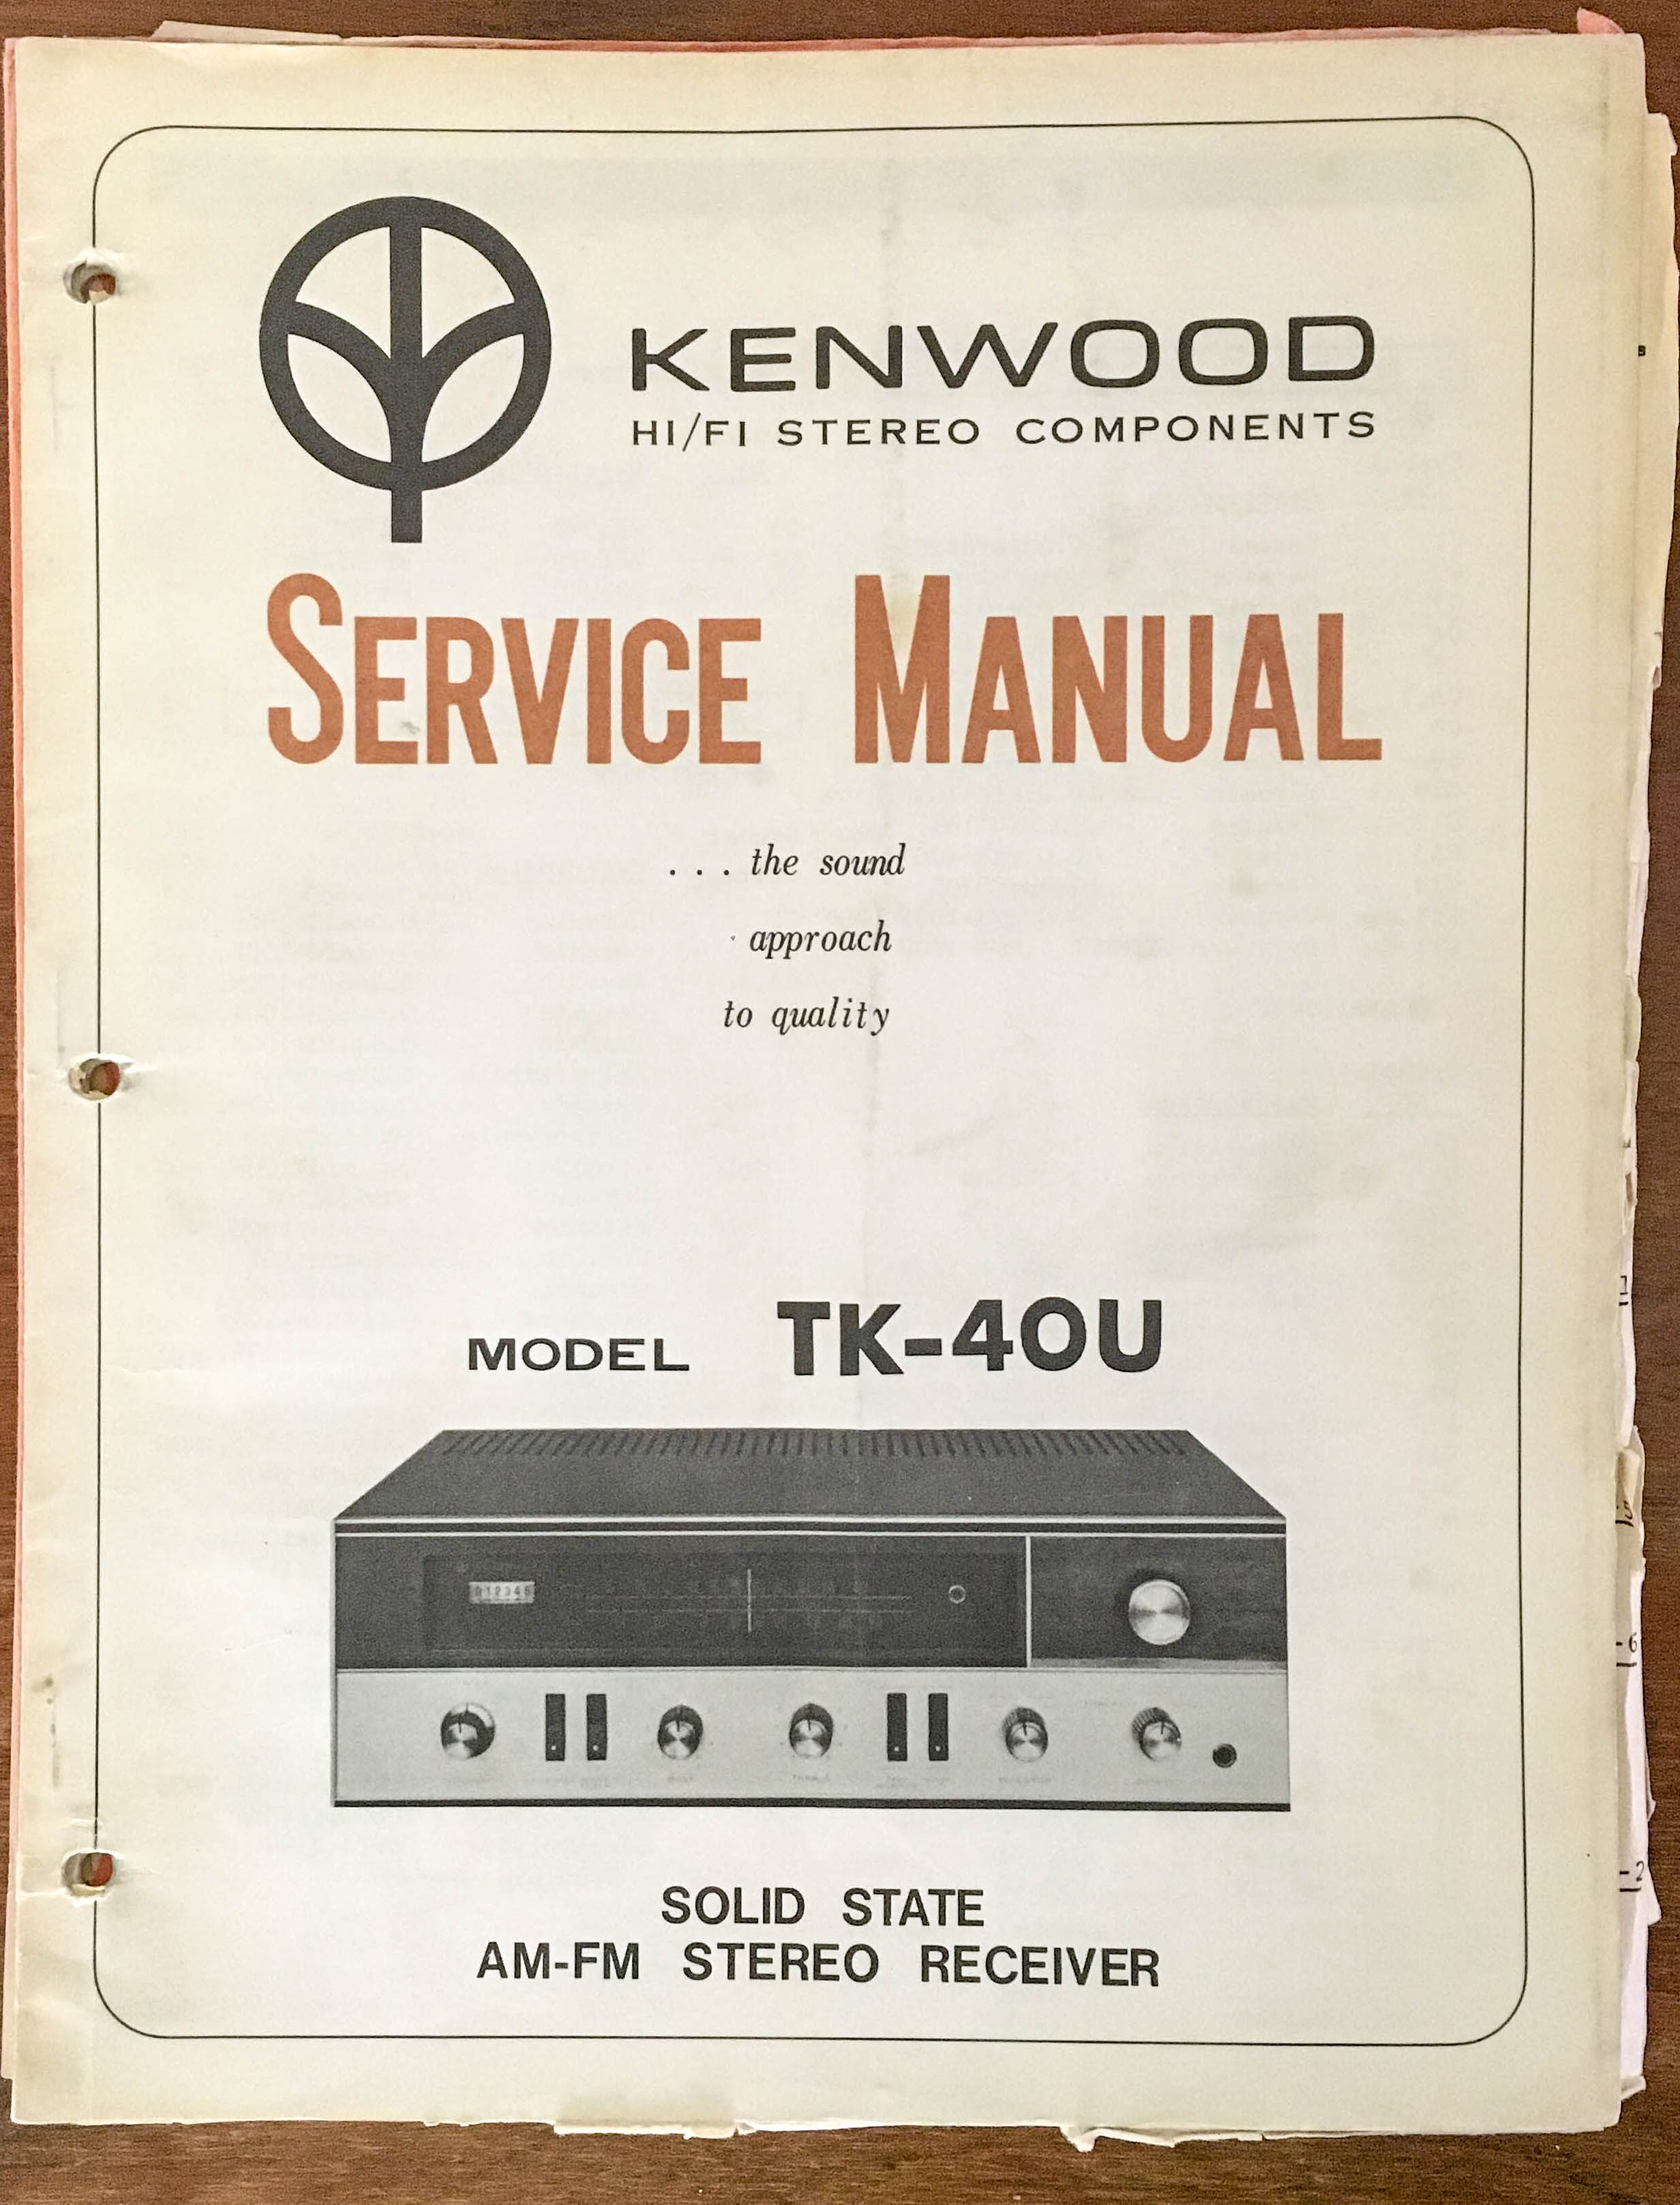 KENWOOD
HI/FI STEREO COMPONENTS
SERVICE MANUAL
. . . the sound
approach
to quality
MODEL TK-40U
SOLID STATE
AM-FM STEREO RECEIVER